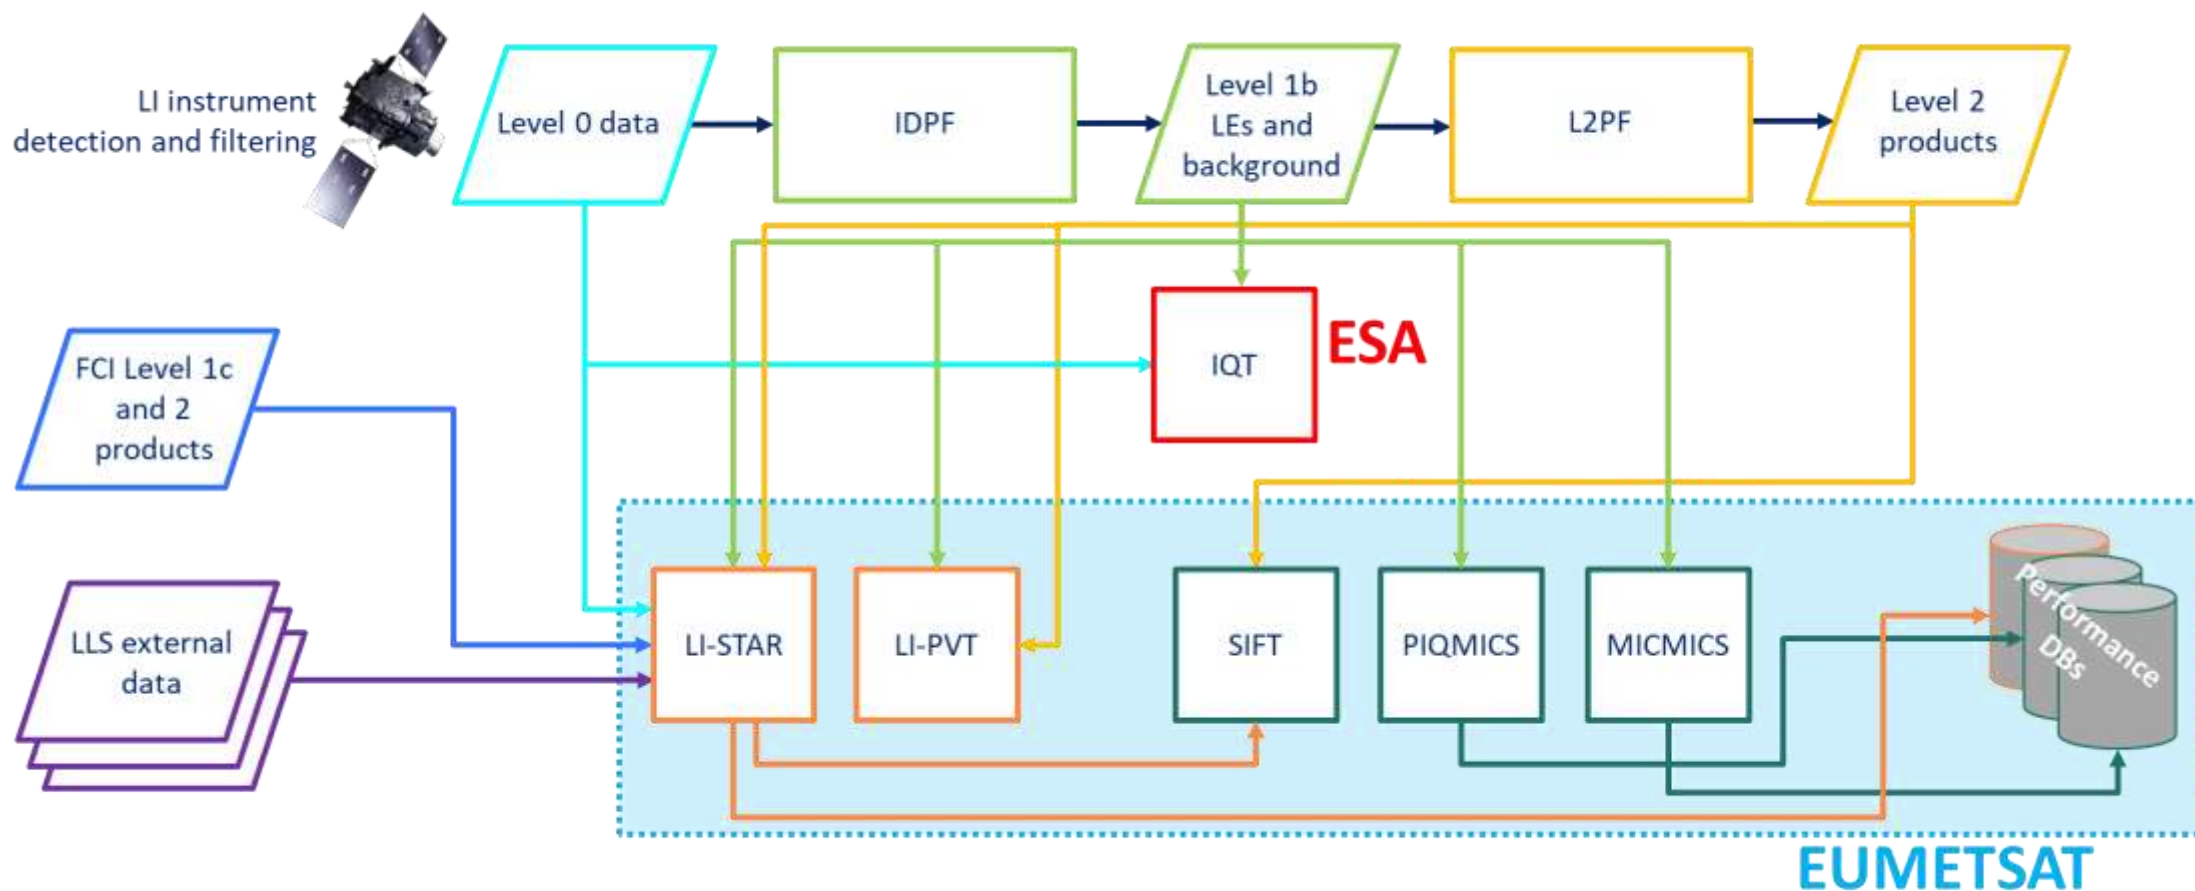 LI instrument
detection and filtering
Level 0 data
IDPF
Level 1b
LEs and
background
L2PF
Level 2
products
FCI Level 1c
and 2
products
IQT
ESA
LLS external
data
LI-STAR
LI-PVT
SIFT
PIQMICS
MICMICS
Performance
DBs
EUMETSAT